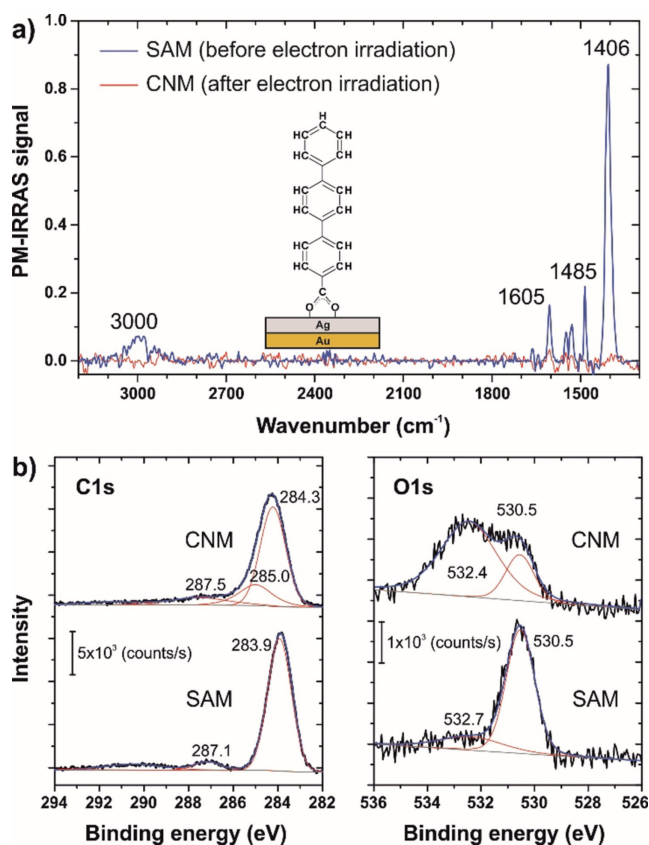 a)
SAM (before electron irradiation)
CNM (after electron irradiation)
1406
1485
1605
3000
PM-IRRAS signal
1.0
0.8
0.6
0.4
0.2
0.0
H
HC CH
HC CH
C
C
HC CH
HC CH
C
C
HC CH
HC CH
C
C
O O
Ag
Au
3000 2700 2400 2100 1800 1500
Wavenumber (cm⁻¹)
b)
C1s
284.3
CNM
287.5
285.0
5x10³ (counts/s)
283.9
SAM
287.1
Intensity
294 292 290 288 286 284 282
Binding energy (eV)
O1s
530.5
CNM
532.4
1x10³ (counts/s)
530.5
SAM
532.7
536 534 532 530 528 526
Binding energy (eV)